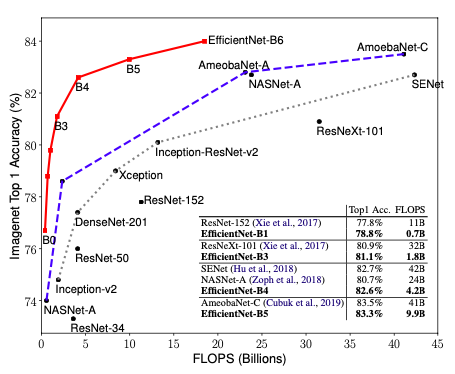 84
82
80
78
76
74
Imagenet Top 1 Accuracy (%)
0 5 10 15 20 25 30 35 40 45
FLOPS (Billions)
EfficientNet-B6
B5
B4
B3
B0
AmoebaNet-C
AmoebaNet-A
NASNet-A
SENet
ResNeXt-101
Inception-ResNet-v2
Xception
ResNet-152
DenseNet-201
ResNet-50
Inception-v2
NASNet-A
ResNet-34
Top1 Acc. FLOPS
ResNet-152 (Xie et al., 2017) 77.8% 11B
EfficientNet-B1 78.8% 0.7B
ResNeXt-101 (Xie et al., 2017) 80.9% 32B
EfficientNet-B3 81.1% 1.8B
SENet (Hu et al., 2018) 82.7% 42B
NASNet-A (Zoph et al., 2018) 80.7% 24B
EfficientNet-B4 82.6% 4.2B
AmeobaNet-C (Cubuk et al., 2019) 83.5% 41B
EfficientNet-B5 83.3% 9.9B